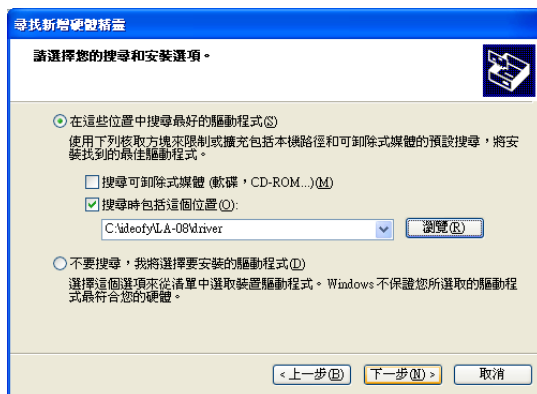 尋找新增硬體精靈
請選擇您的搜尋和安裝選項。
在這些位置中搜尋最好的驅動程式(S)
使用下列核取方塊來限制或擴充包括本機路徑和可卸除式媒體的預設搜尋，將安
裝找到的最佳驅動程式。
搜尋可卸除式媒體 (軟碟，CD-ROM...)(M)
搜尋時包括這個位置(O):
C:\ideofy\LA-08\driver
瀏覽(R)
不要搜尋，我將選擇要安裝的驅動程式(D)
選擇這個選項來從清單中選取裝置驅動程式。Windows 不保證您所選取的驅動程
式最符合您的硬體。
<上一步(B)
下一步(N)>
取消